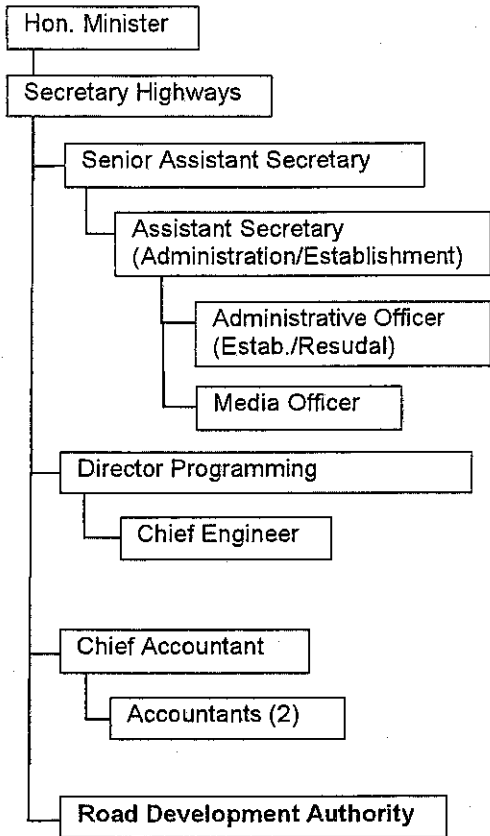 Hon. Minister
Secretary Highways
Senior Assistant Secretary
Assistant Secretary
(Administration/Establishment)
Administrative Officer
(Estab./Resudal)
Media Officer
Director Programming
Chief Engineer
Chief Accountant
Accountants (2)
Road Development Authority